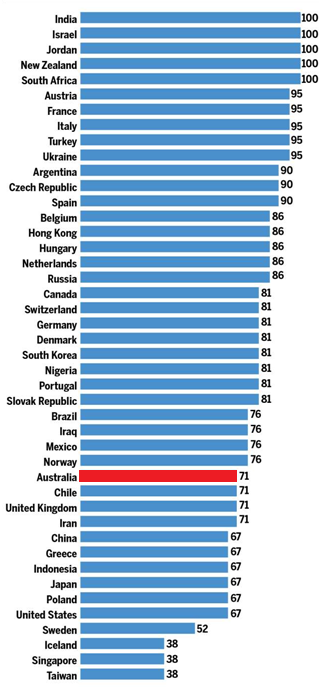 India 100
Israel 100
Jordan 100
New Zealand 100
South Africa 100
Austria 95
France 95
Italy 95
Turkey 95
Ukraine 95
Argentina 90
Czech Republic 90
Spain 90
Belgium 86
Hong Kong 86
Hungary 86
Netherlands 86
Russia 86
Canada 81
Switzerland 81
Germany 81
Denmark 81
South Korea 81
Nigeria 81
Portugal 81
Slovak Republic 81
Brazil 76
Iraq 76
Mexico 76
Norway 76
Australia 71
Chile 71
United Kingdom 71
Iran 71
China 67
Greece 67
Indonesia 67
Japan 67
Poland 67
United States 67
Sweden 52
Iceland 38
Singapore 38
Taiwan 38